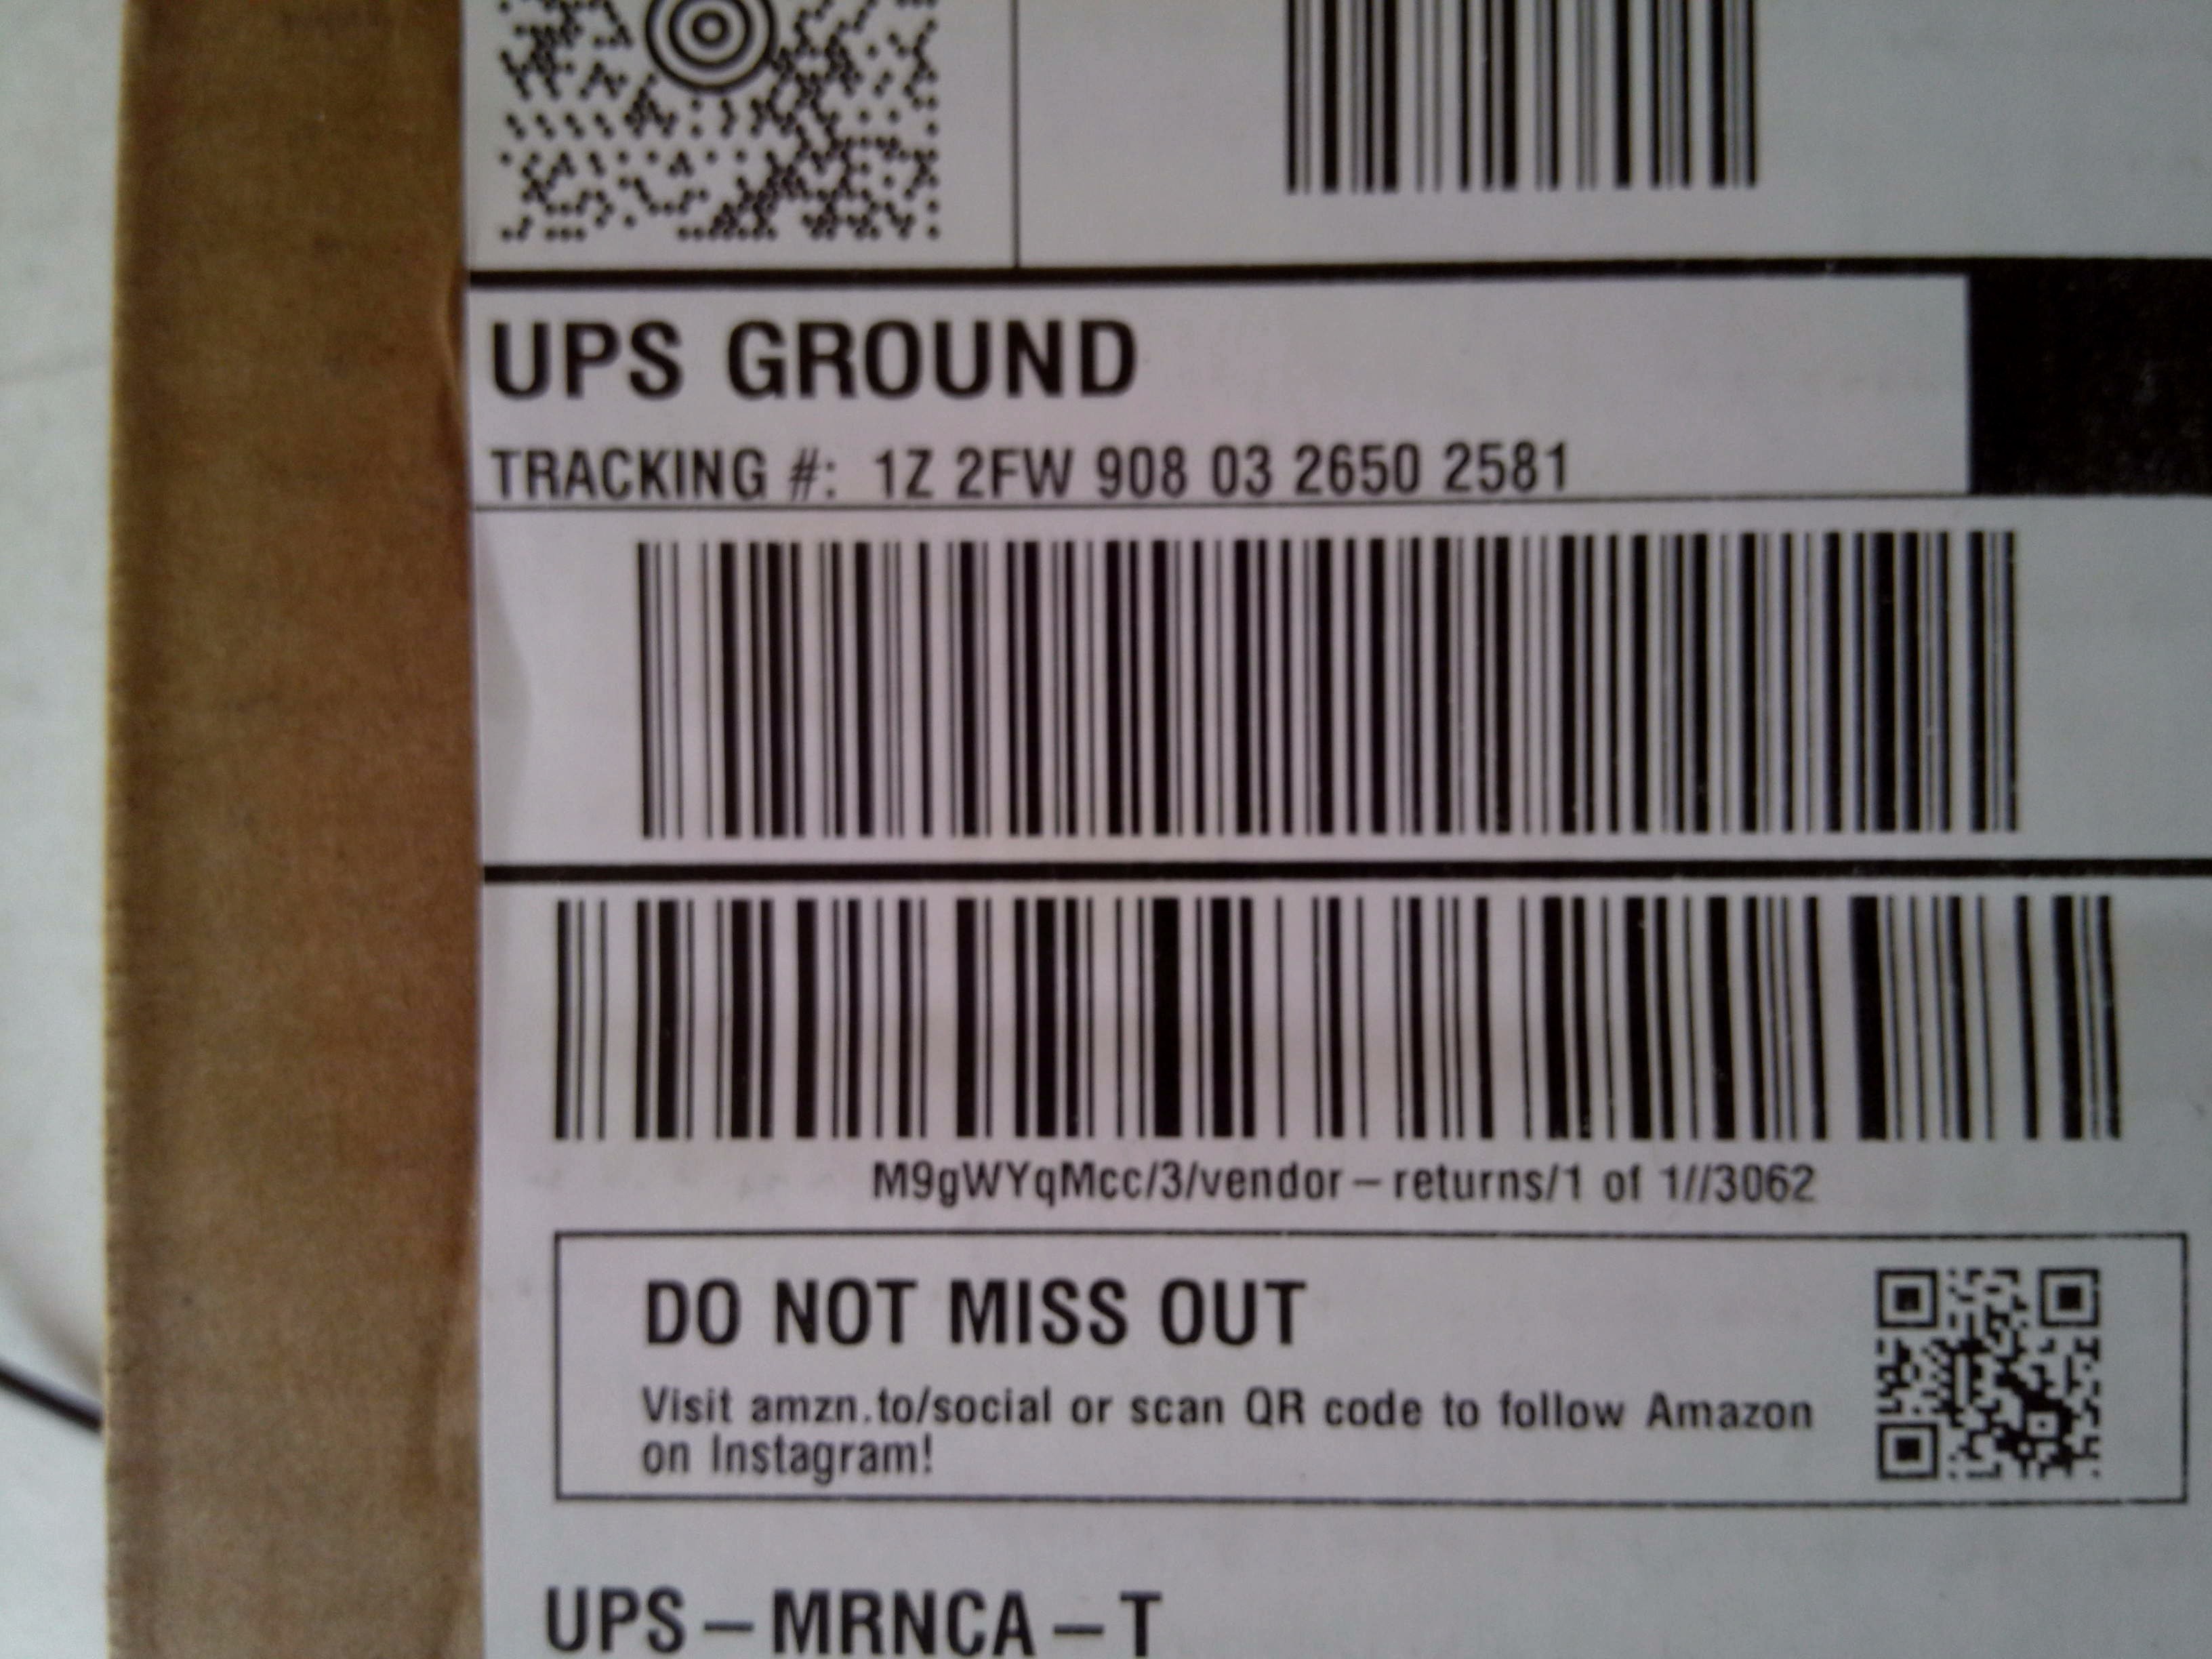 UPS GROUND
TRACKING #: 1Z 2FW 908 03 2650 2581
M9gWYqMcc/3/vendor-returns/1 of 1//3062
DO NOT MISS OUT
Visit amzn.to/social or scan QR code to follow Amazon
on Instagram!
UPS-MRNCA-T